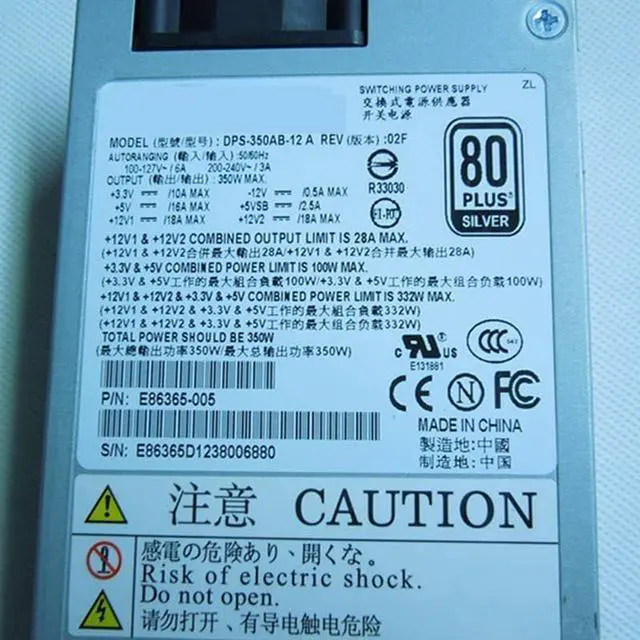 SWITCHING POWER SUPPLY
ZL
交換式電源供應器
开关电源
MODEL (型號/型号) : DPS-350AB-12 A REV (版本) :02F
AUTORANGING (輸入/输入) :50/60Hz
100-127V~ / 6A 200-240V~ / 3A
OUTPUT (輸出/输出) : 350W MAX.
+3.3V /10A MAX -12V /0.5A MAX
+5V /16A MAX +5VSB /2.5A
+12V1 /18A MAX +12V2 /18A MAX
R33030
80
PLUS
SILVER
+12V1 & +12V2 COMBINED OUTPUT LIMIT IS 28A MAX.
(+12V1 & +12V2合併最大輸出28A/+12V1 & +12V2合并最大输出28A)
+3.3V & +5V COMBINED POWER LIMIT IS 100W MAX.
(+3.3V & +5V工作的最大組合負載100W/+3.3V & +5V工作的最大组合负载100W)
+12V1 & +12V2 & +3.3V & +5V COMBINED POWER LIMIT IS 332W MAX.
(+12V1 & +12V2 & +3.3V & +5V工作的最大組合負載332W)
(+12V1 & +12V2 & +3.3V & +5V工作的最大组合负载332W)
TOTAL POWER SHOULD BE 350W
(最大總輸出功率350W/最大总输出功率350W)
c UL US
E131881
CCC
P/N: E86365-005
CE N FC
MADE IN CHINA
製造地:中國
制造地:中国
S/N: E86365D1238006880
注意 CAUTION
感電の危険あり、開くな。
Risk of electric shock.
Do not open.
请勿打开、有导电触电危险